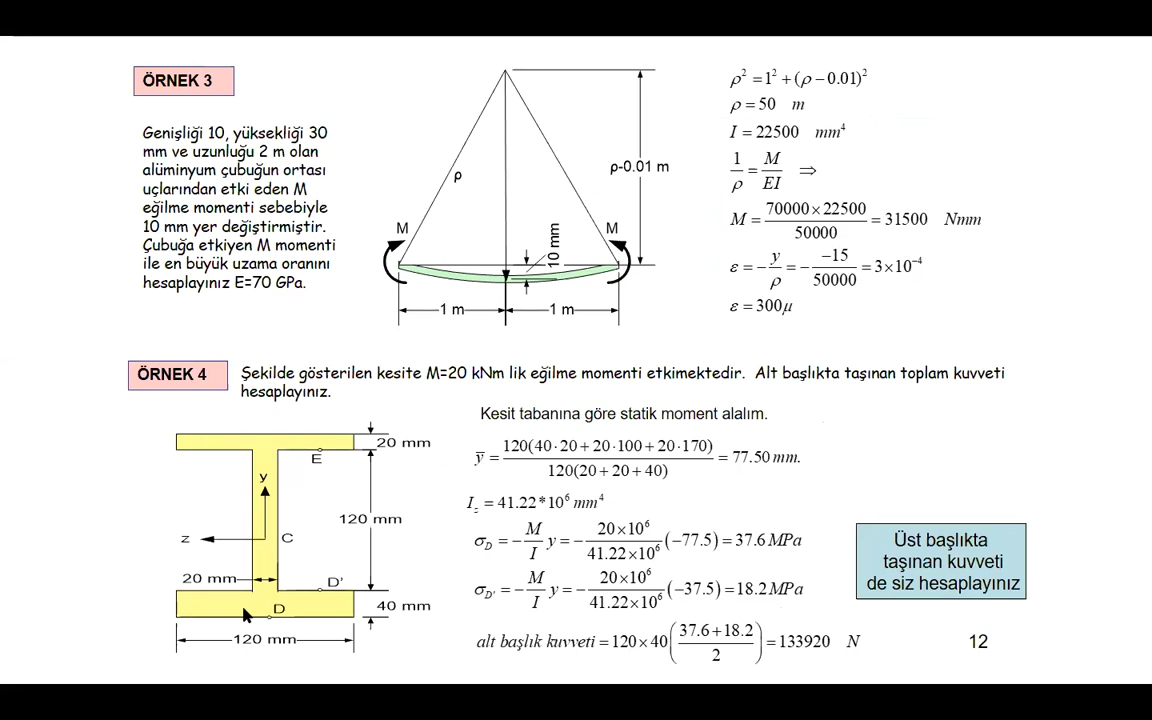 ÖRNEK 3
Genişliği 10, yüksekliği 30
mm ve uzunluğu 2 m olan
alüminyum çubuğun ortası
uçlarından etki eden M
eğilme momenti sebebiyle
10 mm yer değiştirmiştir.
Çubuğa etkiyen M momenti
ile en büyük uzama oranını
hesaplayınız E=70 GPa.
ρ
ρ-0.01 m
M
M
10 mm
1 m
1 m
ρ² = 1² + (ρ − 0.01)²
ρ = 50 m
I = 22500 mm⁴
1/ρ = M/EI ⇒
M = 70000×22500/50000 = 31500 Nmm
ε = −y/ρ = −−15/50000 = 3×10⁻⁴
ε = 300μ
ÖRNEK 4
Şekilde gösterilen kesite M=20 kNm lik eğilme momenti etkimektedir. Alt başlıkta taşınan toplam kuvveti
hesaplayınız.
20 mm
E
y
120 mm
z
C
20 mm
D'
D
40 mm
120 mm
Kesit tabanına göre statik moment alalım.
y̅ = 120(40·20+20·100+20·170)/120(20+20+40) = 77.50 mm.
I_z = 41.22*10⁶ mm⁴
σ_D = −M/I y = −20×10⁶/41.22×10⁶ (−77.5) = 37.6 MPa
σ_D' = −M/I y = −20×10⁶/41.22×10⁶ (−37.5) = 18.2 MPa
alt başlık kuvveti = 120×40(37.6+18.2/2) = 133920 N
Üst başlıkta
taşınan kuvveti
de siz hesaplayınız
12